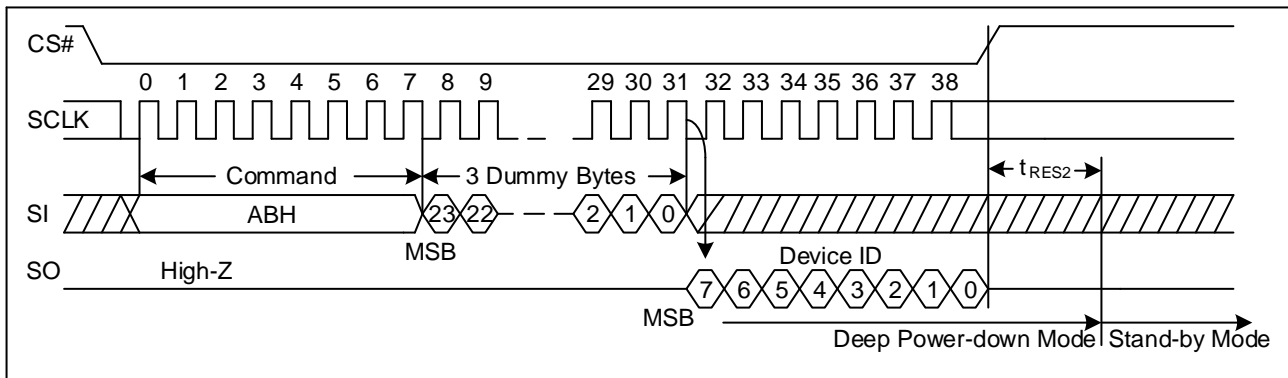 CS#
0 1 2 3 4 5 6 7 8 9 29 30 31 32 33 34 35 36 37 38
SCLK
Command 3 Dummy Bytes tRES2
SI ABH 23 22 2 1 0
MSB
SO High-Z Device ID
7 6 5 4 3 2 1 0
MSB
Deep Power-down Mode Stand-by Mode